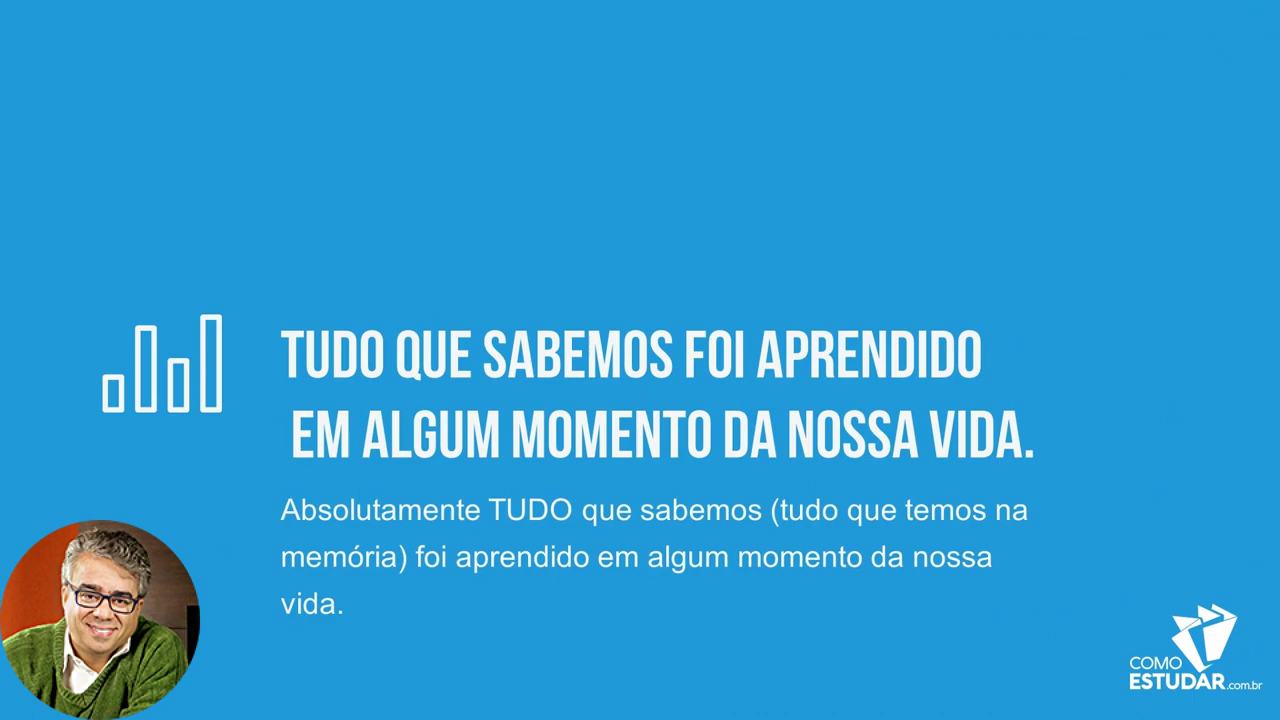 TUDO QUE SABEMOS FOI APRENDIDO
EM ALGUM MOMENTO DA NOSSA VIDA.
Absolutamente TUDO que sabemos (tudo que temos na
memória) foi aprendido em algum momento da nossa
vida.
COMO
ESTUDAR.com.br